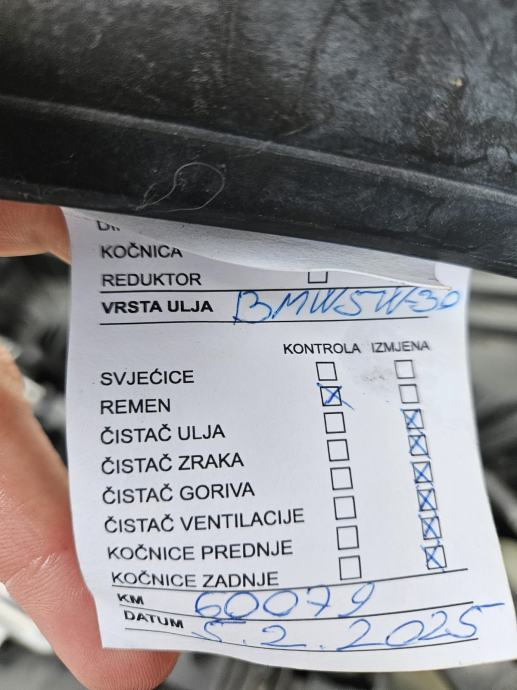 KOČNICA
REDUKTOR ☐
VRSTA ULJA BMW 5W-30
KONTROLA IZMJENA
SVJEĆICE ☐ ☐
REMEN ☒ ☐
ČISTAČ ULJA ☐ ☒
ČISTAČ ZRAKA ☐ ☒
ČISTAČ GORIVA ☐ ☒
ČISTAČ VENTILACIJE ☐ ☒
KOČNICE PREDNJE ☐ ☒
KOČNICE ZADNJE ☐ ☒
KM 60079
DATUM 5.2.2025